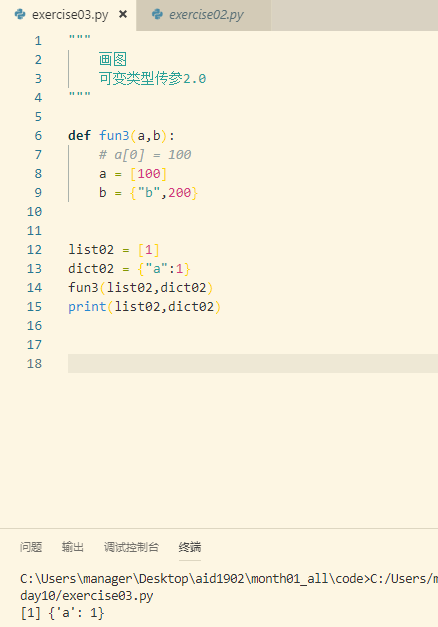 exercise03.py × exercise02.py
1 """
2 画图
3 可变类型传参2.0
4 """
5
6 def fun3(a,b):
7 # a[0] = 100
8 a = [100]
9 b = {"b",200}
10
11
12 list02 = [1]
13 dict02 = {"a":1}
14 fun3(list02,dict02)
15 print(list02,dict02)
16
17
18
问题 输出 调试控制台 终端
C:\Users\manager\Desktop\aid1902\month01_all\code>C:/Users/m
day10/exercise03.py
[1] {'a': 1}